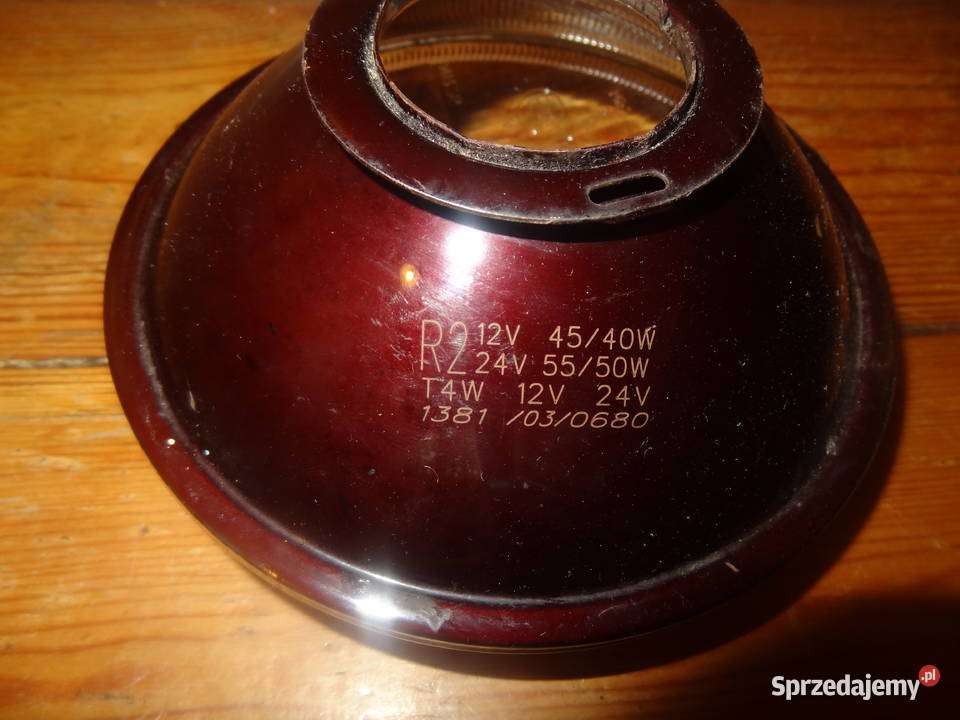 R2 12V 45/40W
24V 55/50W
T4W 12V 24V
1381 /03/0680
Sprzedajemy.pl